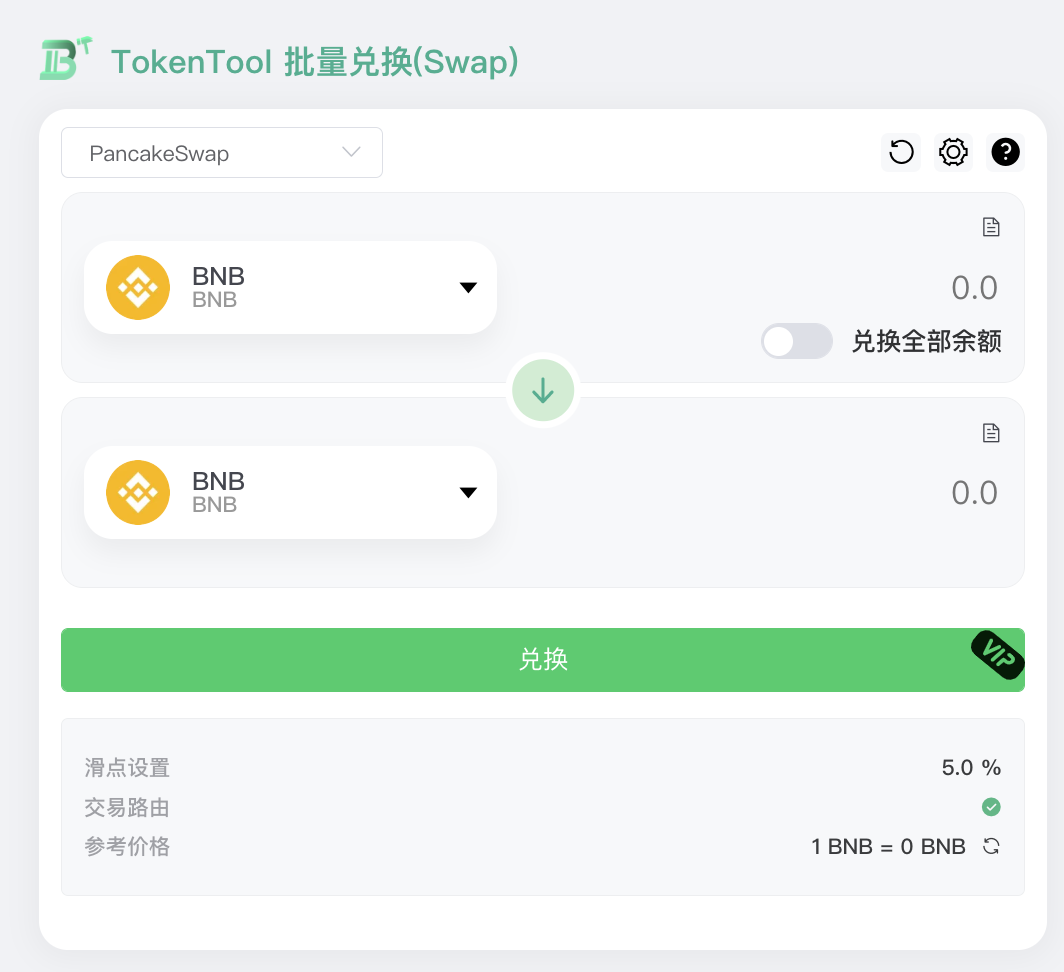 TokenTool 批量兑换(Swap)
PancakeSwap
?
BNB
BNB
0.0
兑换全部余额
BNB
BNB
0.0
兑换
VIP
滑点设置 5.0 %
交易路由
参考价格 1 BNB = 0 BNB